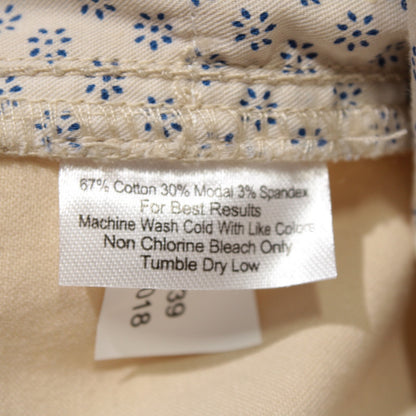 67% Cotton 30% Modal 3% Spandex
For Best Results
Machine Wash Cold With Like Colors
Non Chlorine Bleach Only
Tumble Dry Low
39
018